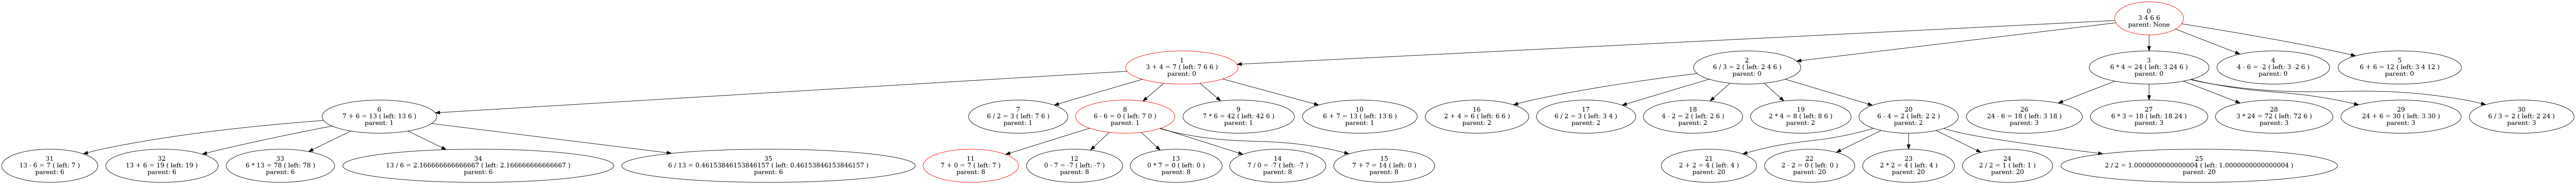 0
3 4 6 6
parent: None
1
3 + 4 = 7 ( left: 7 6 6 )
parent: 0
2
6 / 3 = 2 ( left: 2 4 6 )
parent: 0
3
6 * 4 = 24 ( left: 3 24 6 )
parent: 0
4
4 - 6 = -2 ( left: 3 -2 6 )
parent: 0
5
6 + 6 = 12 ( left: 3 4 12 )
parent: 0
6
7 + 6 = 13 ( left: 13 6 )
parent: 1
7
6 / 2 = 3 ( left: 7 6 )
parent: 1
8
6 - 6 = 0 ( left: 7 0 )
parent: 1
9
7 * 6 = 42 ( left: 42 6 )
parent: 1
10
6 + 7 = 13 ( left: 13 6 )
parent: 1
16
2 + 4 = 6 ( left: 6 6 )
parent: 2
17
6 / 2 = 3 ( left: 3 4 )
parent: 2
18
4 - 2 = 2 ( left: 2 6 )
parent: 2
19
2 * 4 = 8 ( left: 8 6 )
parent: 2
20
6 - 4 = 2 ( left: 2 2 )
parent: 2
26
24 - 6 = 18 ( left: 3 18 )
parent: 3
27
6 * 3 = 18 ( left: 18 24 )
parent: 3
28
3 * 24 = 72 ( left: 72 6 )
parent: 3
29
24 + 6 = 30 ( left: 3 30 )
parent: 3
30
6 / 3 = 2 ( left: 2 24 )
parent: 3
31
13 - 6 = 7 ( left: 7 )
parent: 6
32
13 + 6 = 19 ( left: 19 )
parent: 6
33
6 * 13 = 78 ( left: 78 )
parent: 6
34
13 / 6 = 2.166666666666667 ( left: 2.166666666666667 )
parent: 6
35
6 / 13 = 0.46153846153846157 ( left: 0.46153846153846157 )
parent: 6
11
7 + 0 = 7 ( left: 7 )
parent: 8
12
0 - 7 = -7 ( left: -7 )
parent: 8
13
0 * 7 = 0 ( left: 0 )
parent: 8
14
7 / 0 = -7 ( left: -7 )
parent: 8
15
7 + 7 = 14 ( left: 0 )
parent: 8
21
2 + 2 = 4 ( left: 4 )
parent: 20
22
2 - 2 = 0 ( left: 0 )
parent: 20
23
2 * 2 = 4 ( left: 4 )
parent: 20
24
2 / 2 = 1 ( left: 1 )
parent: 20
25
2 / 2 = 1.0000000000000004 ( left: 1.0000000000000004 )
parent: 20